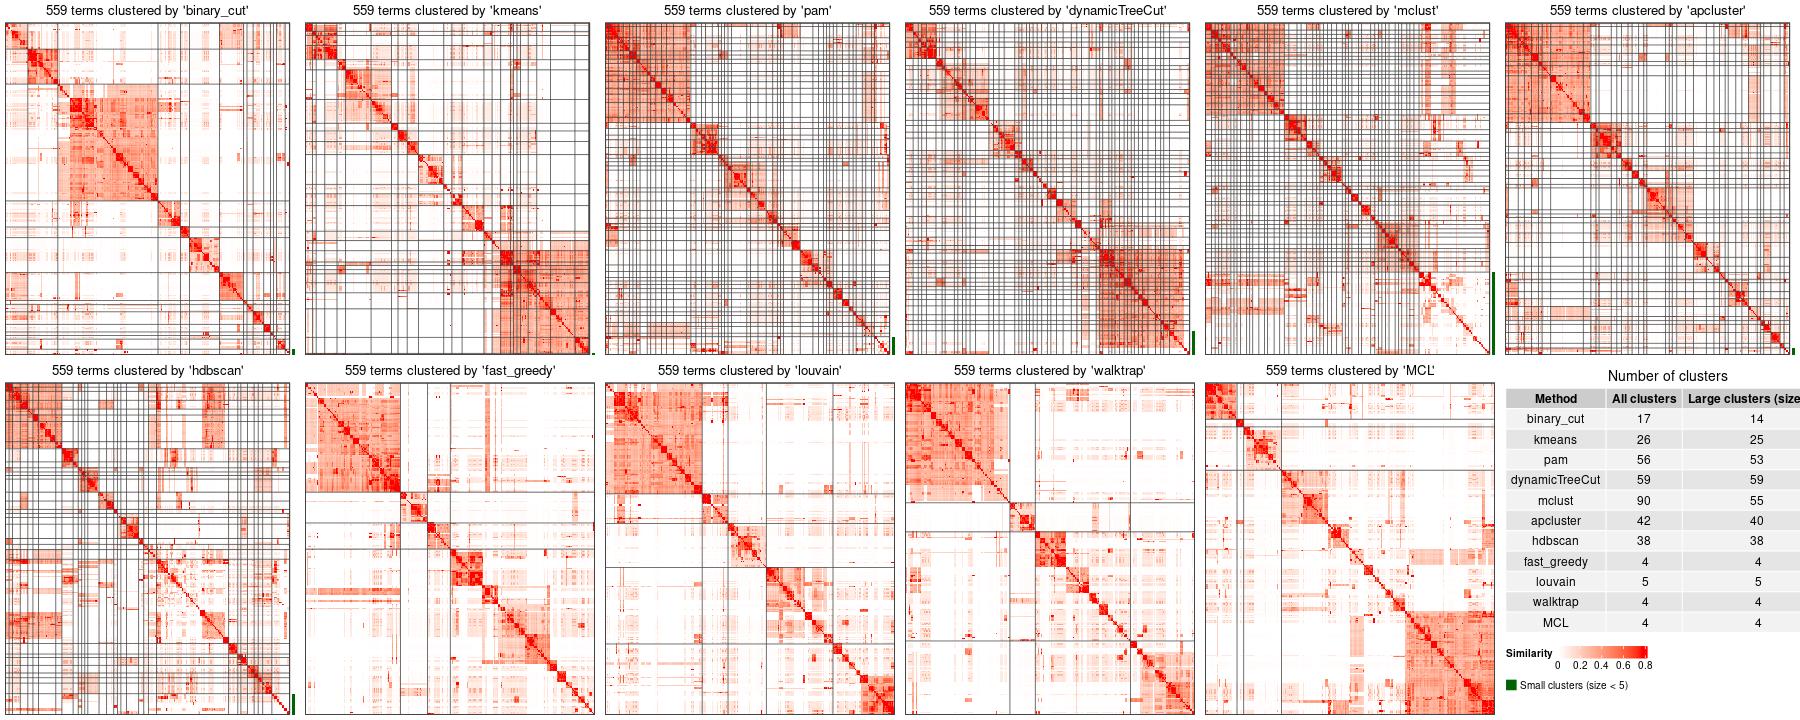 559 terms clustered by 'binary_cut'
559 terms clustered by 'kmeans'
559 terms clustered by 'pam'
559 terms clustered by 'dynamicTreeCut'
559 terms clustered by 'mclust'
559 terms clustered by 'apcluster'
559 terms clustered by 'hdbscan'
559 terms clustered by 'fast_greedy'
559 terms clustered by 'louvain'
559 terms clustered by 'walktrap'
559 terms clustered by 'MCL'
Number of clusters
Method All clusters Large clusters (size
binary_cut 17 14
kmeans 26 25
pam 56 53
dynamicTreeCut 59 59
mclust 90 55
apcluster 42 40
hdbscan 38 38
fast_greedy 4 4
louvain 5 5
walktrap 4 4
MCL 4 4
Similarity
0 0.2 0.4 0.6 0.8
Small clusters (size < 5)